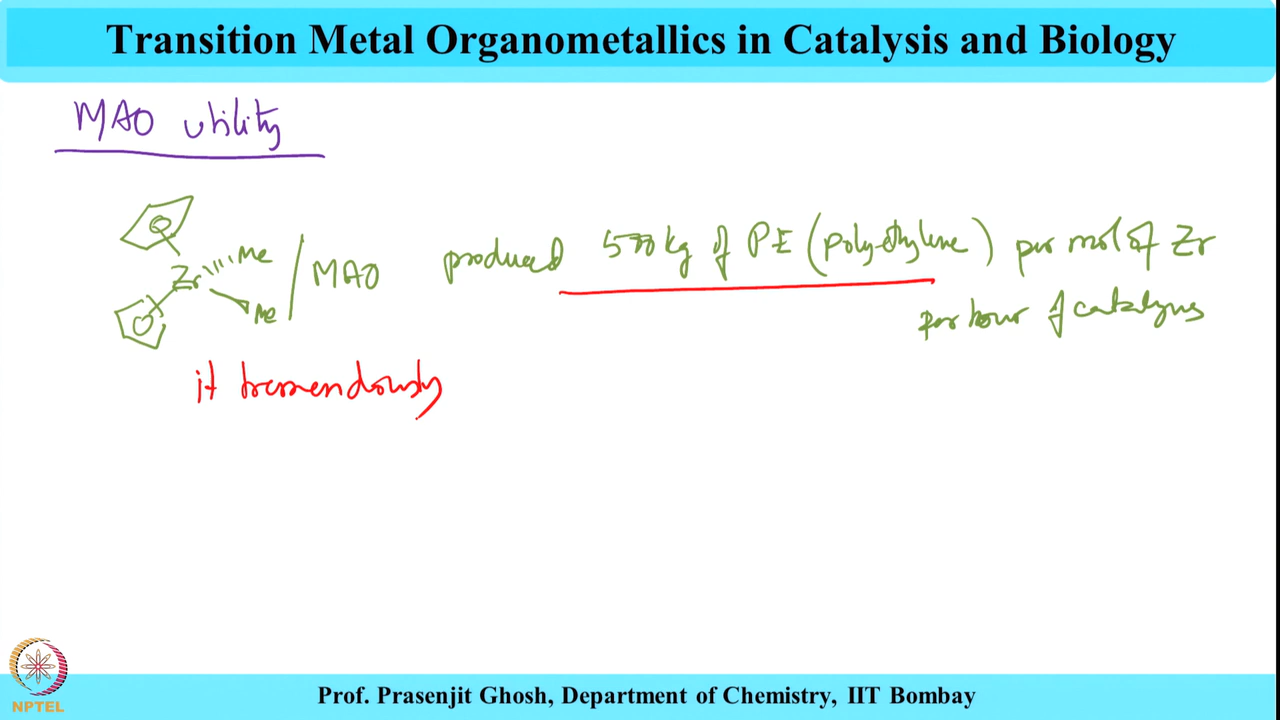 Transition Metal Organometallics in Catalysis and Biology
MAO utility
Zr Me Me / MAO produced kg of PE (polyethylene) per mol of Zr
per hour of catalysis
it tremendously
NPTEL
Prof. Prasenjit Ghosh, Department of Chemistry, IIT Bombay